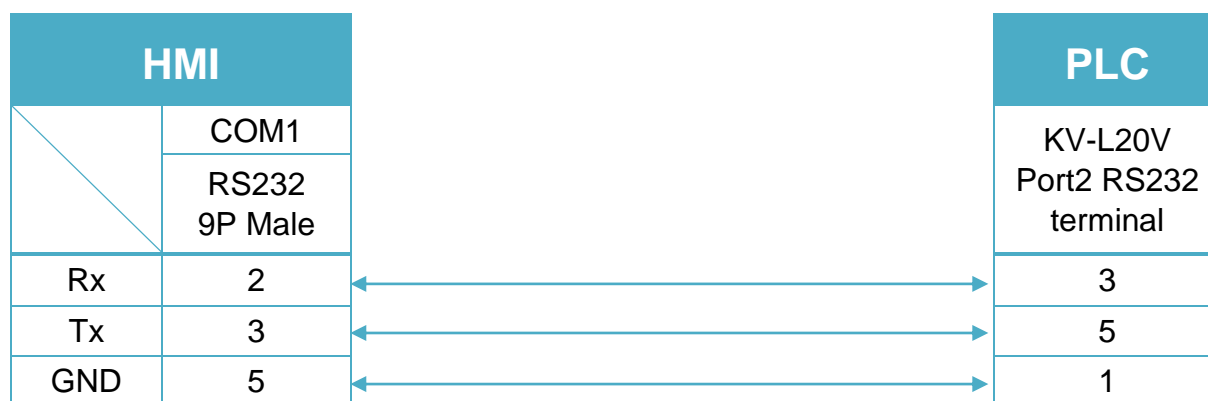 HMI
PLC
COM1
RS232
9P Male
KV-L20V
Port2 RS232
terminal
Rx 2 3
Tx 3 5
GND 5 1